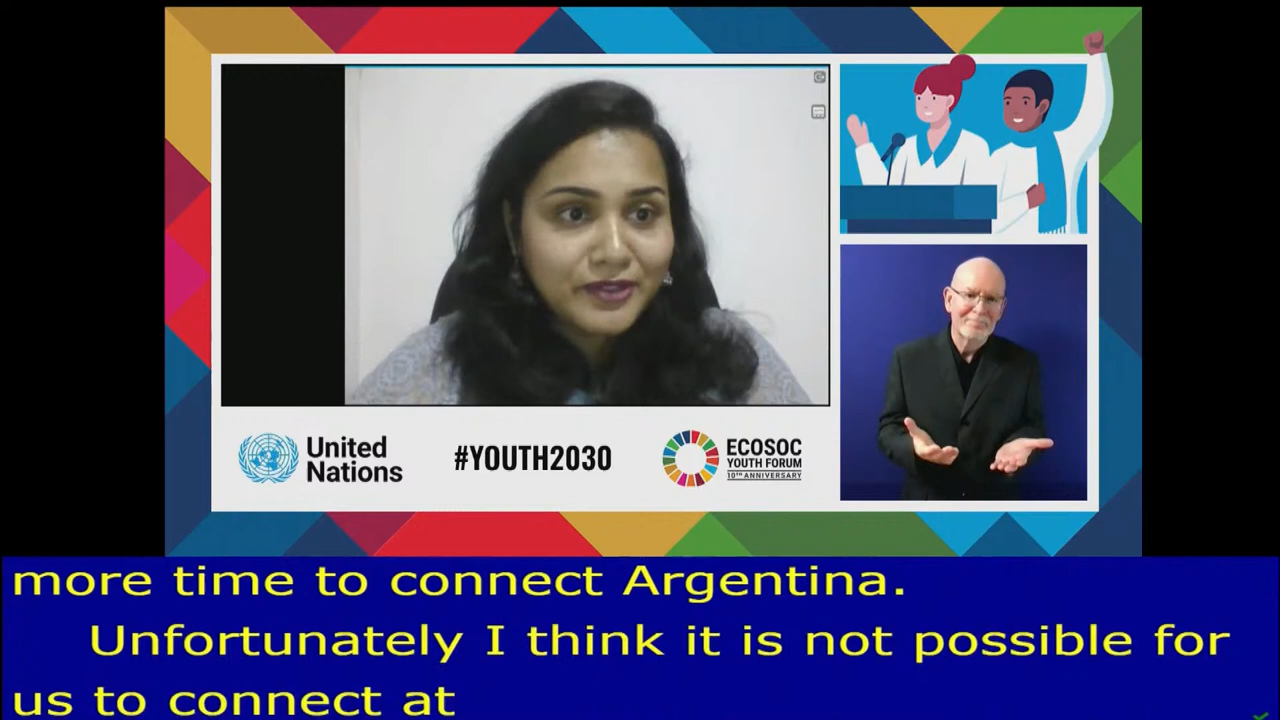 United
Nations
#YOUTH2030
ECOSOC
YOUTH FORUM
10TH ANNIVERSARY
more time to connect Argentina.
Unfortunately I think it is not possible for
us to connect at